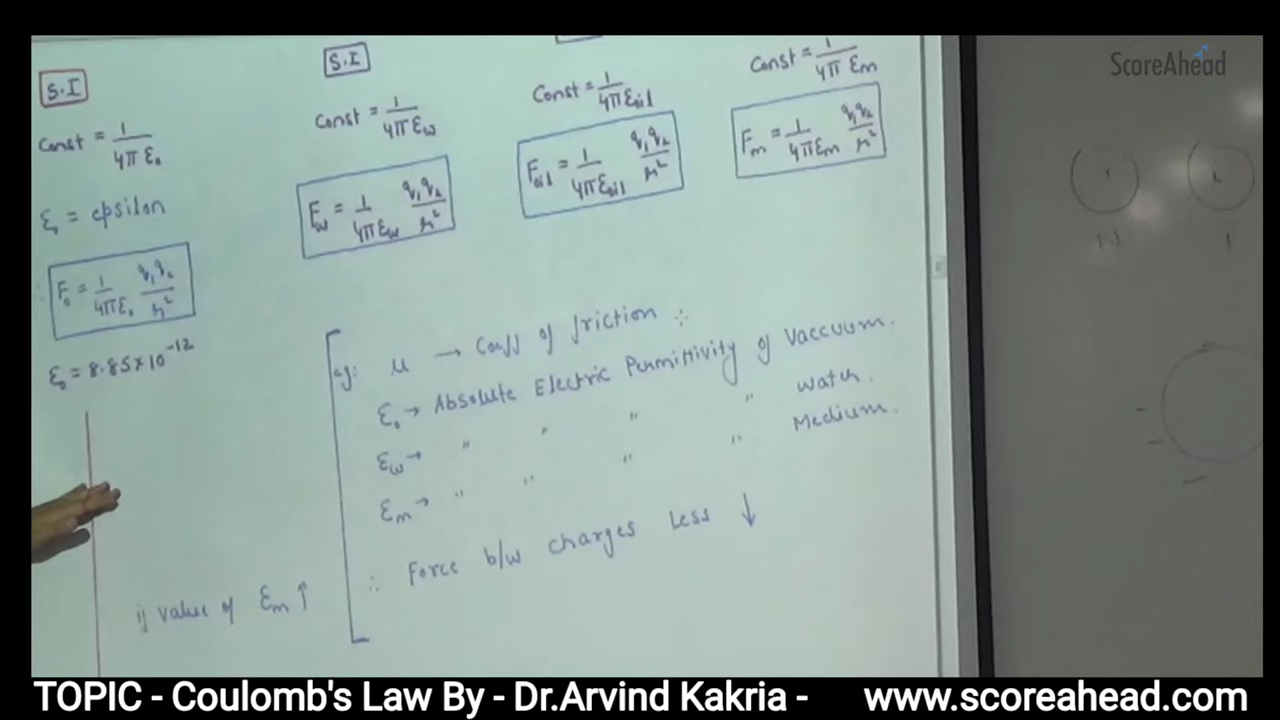 ScoreAhead
S.I
Const = 1/4πε₀
ε₀ = epsilon
∴ F₀ = 1/4πε₀ q₁q₂/r²
ε₀ = 8.85×10⁻¹²
S.I
Const = 1/4πεw
Fw = 1/4πεw q₁q₂/r²
Const = 1/4πεoil
Foil = 1/4πεoil q₁q₂/r²
Const = 1/4πεm
Fm = 1/4πεm q₁q₂/r²
eg: μ → Coeff of friction ∴
ε₀ → Absolute Electric Permittivity of Vaccuum.
εw → " " " " Water.
εm → " " " " Medium.
if value of εm ↑ ∴ Force b/w charges Less ↓
1 2
N
TOPIC - Coulomb's Law By - Dr.Arvind Kakria - www.scoreahead.com